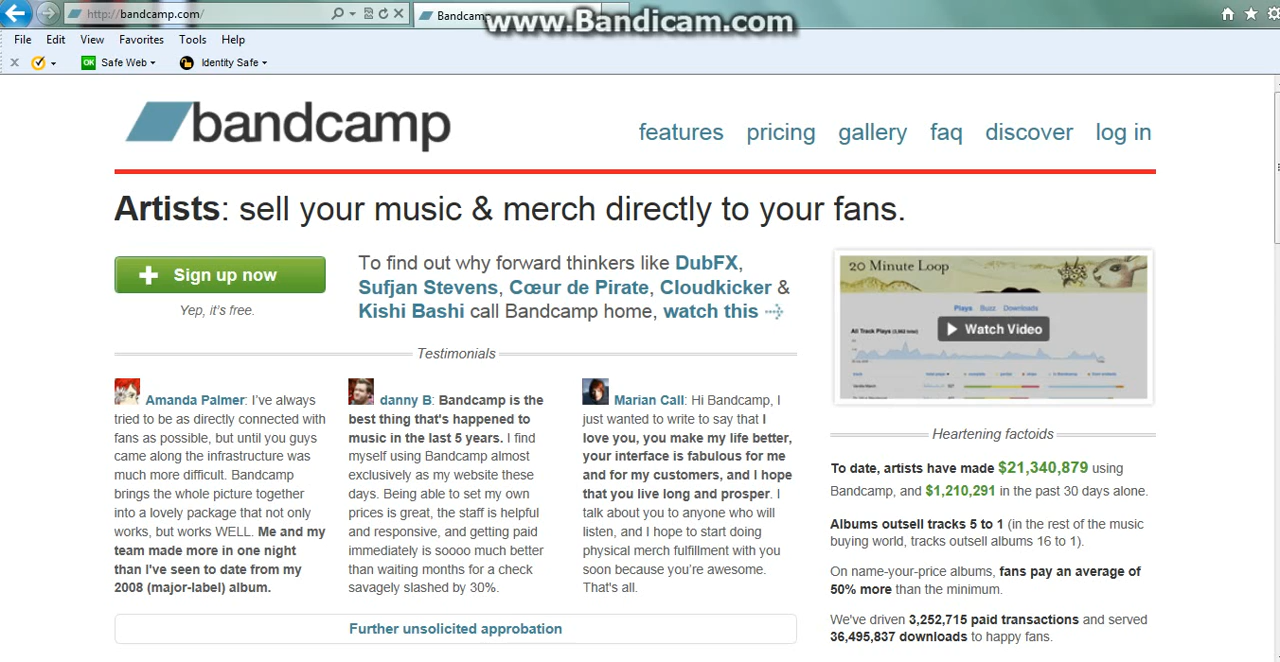 http://bandcamp.com/
Bandcamp
www.Bandicam.com
File Edit View Favorites Tools Help
X Safe Web Identity Safe
OK
bandcamp
features pricing gallery faq discover log in
Artists: sell your music & merch directly to your fans.
Sign up now
Yep, it's free.
To find out why forward thinkers like DubFX,
Sufjan Stevens, Cœur de Pirate, Cloudkicker &
Kishi Bashi call Bandcamp home, watch this
20 Minute Loop
Plays Buzz Downloads
All Track Plays
Watch Video
Testimonials
Amanda Palmer: I've always
tried to be as directly connected with
fans as possible, but until you guys
came along the infrastructure was
much more difficult. Bandcamp
brings the whole picture together
into a lovely package that not only
works, but works WELL. Me and my
team made more in one night
than I've seen to date from my
2008 (major-label) album.
danny B: Bandcamp is the
best thing that's happened to
music in the last 5 years. I find
myself using Bandcamp almost
exclusively as my website these
days. Being able to set my own
prices is great, the staff is helpful
and responsive, and getting paid
immediately is soooo much better
than waiting months for a check
savagely slashed by 30%.
Marian Call: Hi Bandcamp, I
just wanted to write to say that I
love you, you make my life better,
your interface is fabulous for me
and for my customers, and I hope
that you live long and prosper. I
talk about you to anyone who will
listen, and I hope to start doing
physical merch fulfillment with you
soon because you're awesome.
That's all.
Further unsolicited approbation
Heartening factoids
To date, artists have made $21,340,879 using
Bandcamp, and $1,210,291 in the past 30 days alone.
Albums outsell tracks 5 to 1 (in the rest of the music
buying world, tracks outsell albums 16 to 1).
On name-your-price albums, fans pay an average of
50% more than the minimum.
We've driven 3,252,715 paid transactions and served
36,495,837 downloads to happy fans.